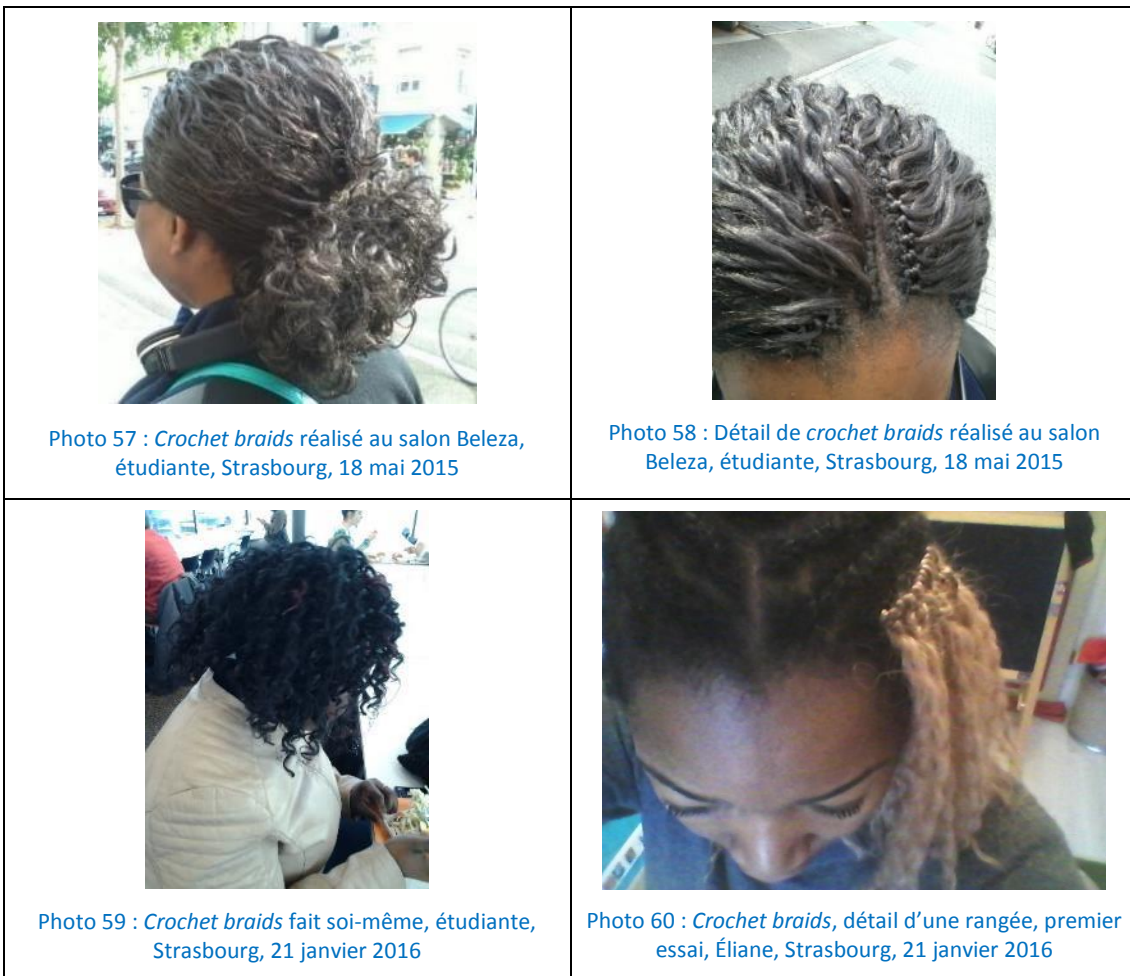 Photo 57 : Crochet braids réalisé au salon Beleza,
étudiante, Strasbourg, 18 mai 2015
Photo 58 : Détail de crochet braids réalisé au salon
Beleza, étudiante, Strasbourg, 18 mai 2015
Photo 59 : Crochet braids fait soi-même, étudiante,
Strasbourg, 21 janvier 2016
Photo 60 : Crochet braids, détail d’une rangée, premier
essai, Éliane, Strasbourg, 21 janvier 2016